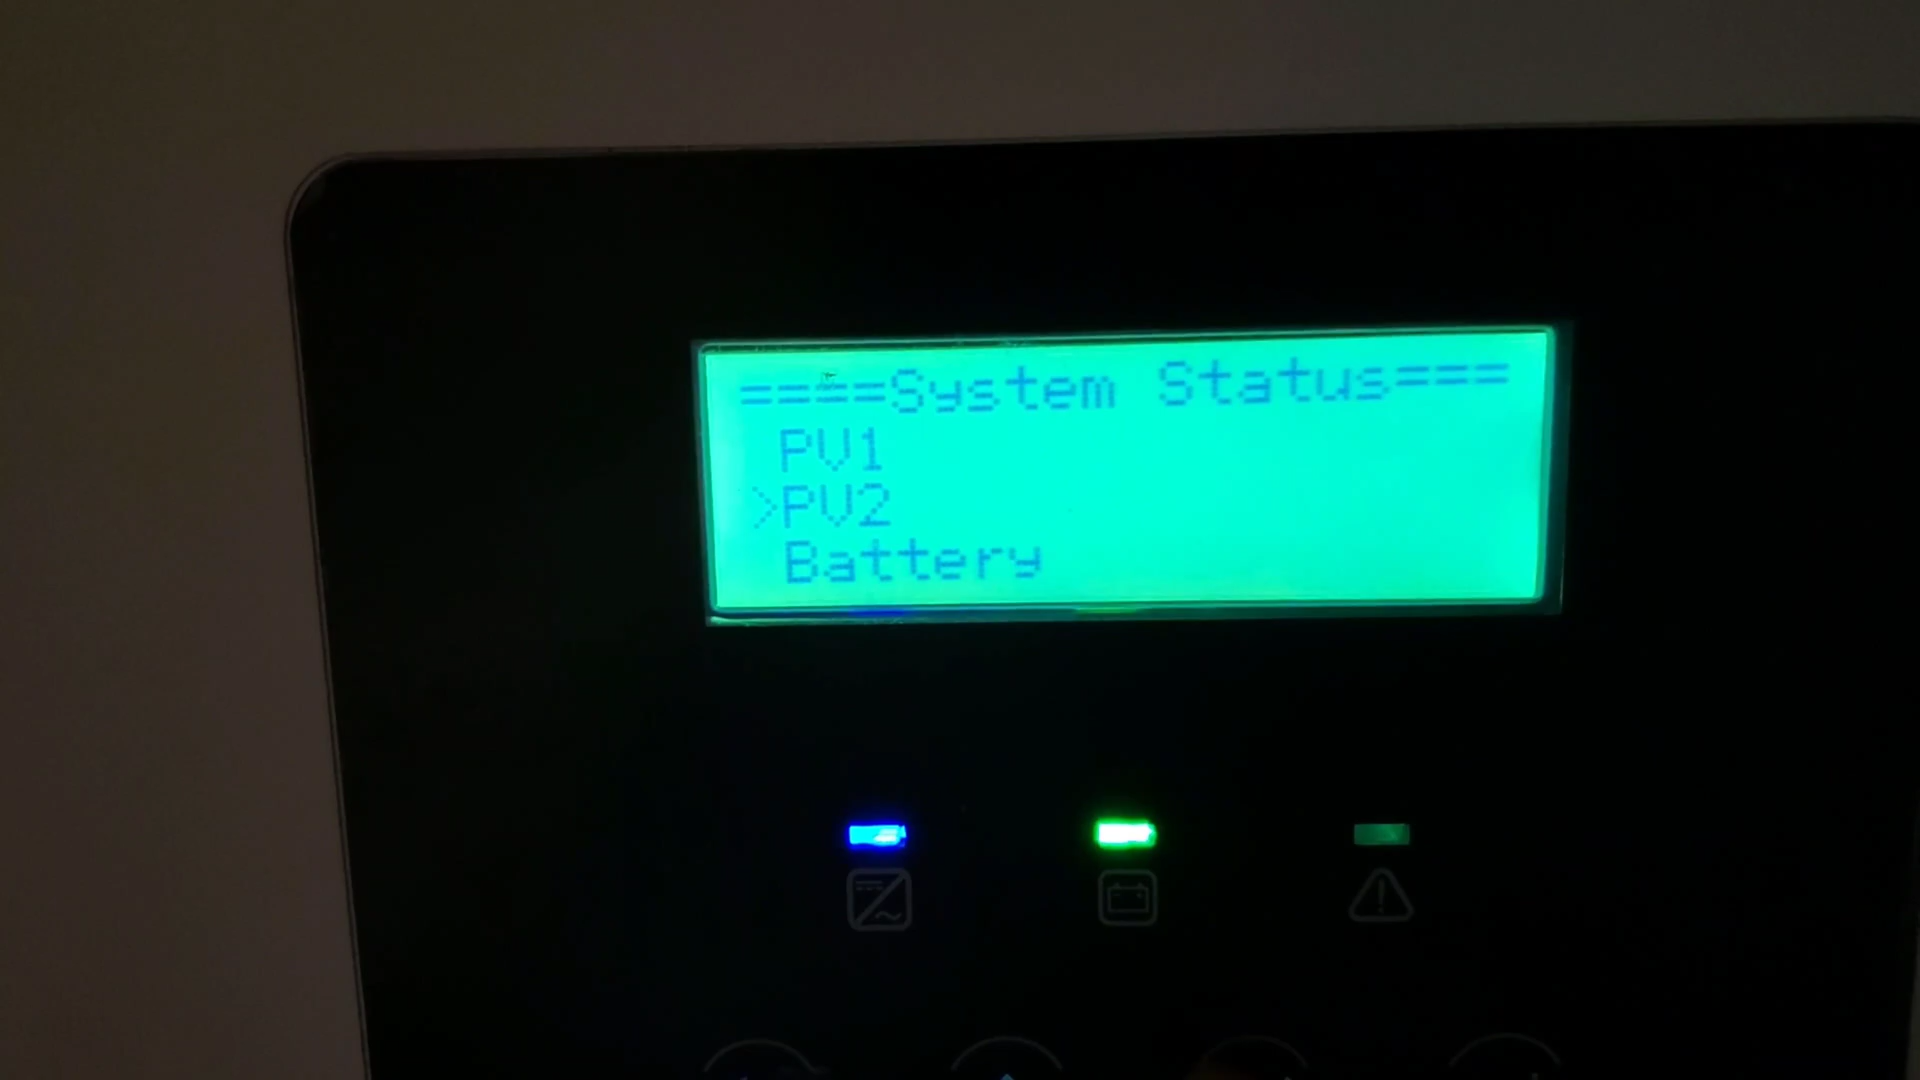 ====System Status===
PV1
>PV2
Battery